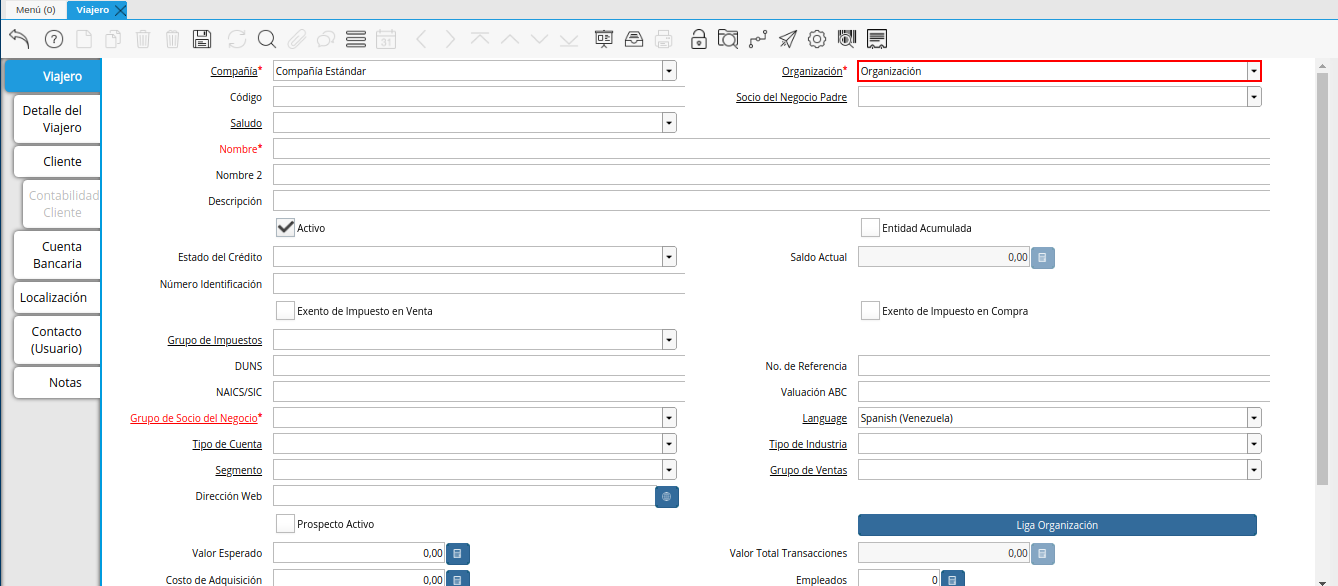 Menú (0) Viajero
31
Viajero
Detalle del
Viajero
Cliente
Contabilidad
Cliente
Cuenta
Bancaria
Localización
Contacto
(Usuario)
Notas
Compañía* Compañía Estándar Organización* Organización
Código Socio del Negocio Padre
Saludo
Nombre*
Nombre 2
Descripción
Activo Entidad Acumulada
Estado del Crédito Saldo Actual 0,00
Número Identificación
Exento de Impuesto en Venta Exento de Impuesto en Compra
Grupo de Impuestos
DUNS No. de Referencia
NAICS/SIC Valuación ABC
Grupo de Socio del Negocio* Language Spanish (Venezuela)
Tipo de Cuenta Tipo de Industria
Segmento Grupo de Ventas
Dirección Web
Prospecto Activo Liga Organización
Valor Esperado 0,00 Valor Total Transacciones 0,00
Costo de Adquisición 0,00 Empleados 0